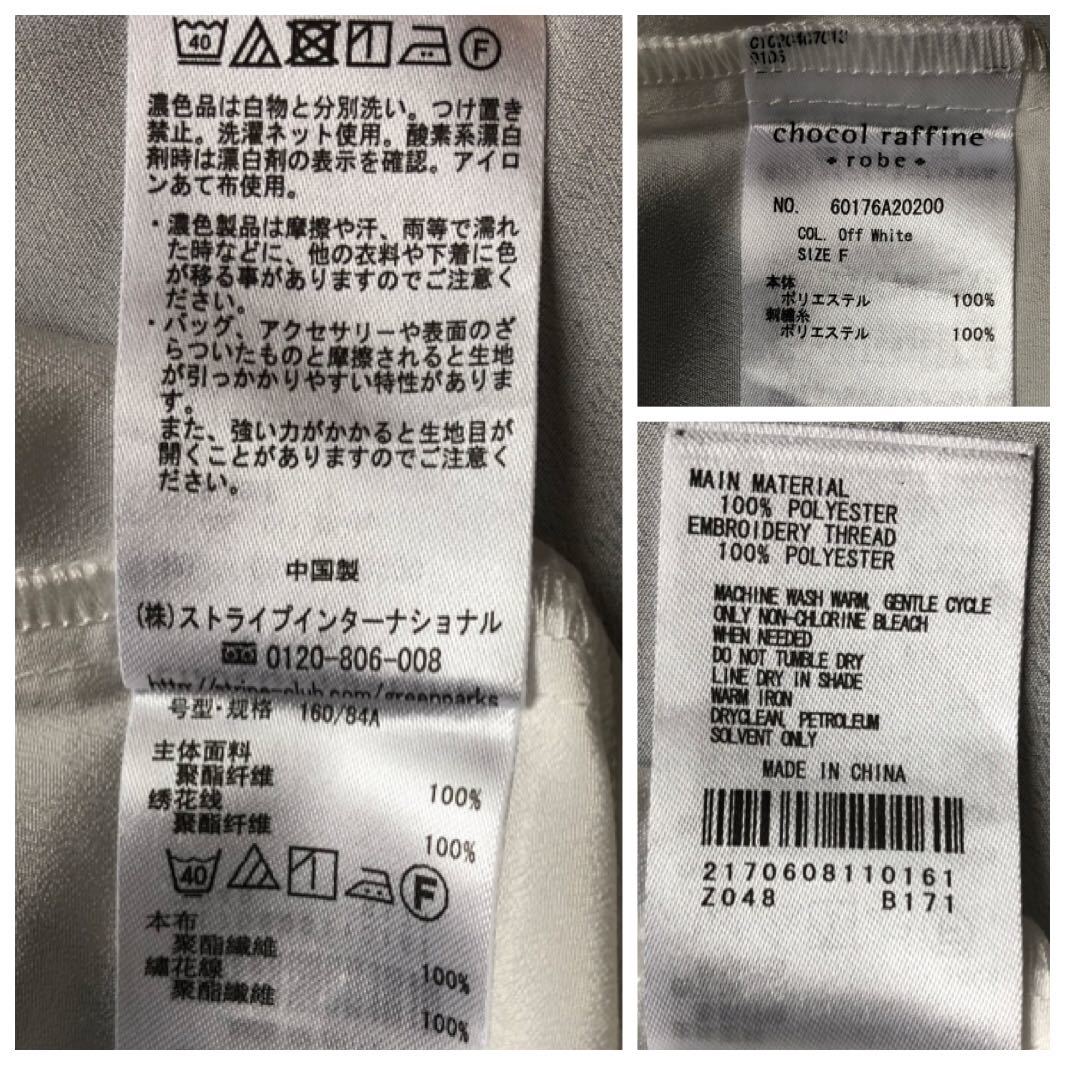 40 F
濃色品は白物と分別洗い。つけ置き
禁止。洗濯ネット使用。酸素系漂白
剤時は漂白剤の表示を確認。アイロ
ンあて布使用。
・濃色製品は摩擦や汗、雨等で濡れ
た時などに、他の衣料や下着に色
が移る事がありますのでご注意く
ださい。
・バッグ、アクセサリーや表面のざ
らついたものと摩擦されると生地
が引っかかりやすい特性がありま
す。
また、強い力がかかると生地目が
開くことがありますのでご注意く
ださい。
中国製
(株)ストライプインターナショナル
0120-806-008
http://stripe-club.com/greenparks
号型·规格 160/84A
主体面料
聚酯纤维 100%
绣花线
聚酯纤维 100%
40 F
本布
聚酯纖維 100%
繡花線
聚酯纖維 100%
0106
chocol raffine
robe
NO. 60176A20200
COL. Off White
SIZE F
本体
ポリエステル 100%
刺繍糸
ポリエステル 100%
MAIN MATERIAL
100% POLYESTER
EMBROIDERY THREAD
100% POLYESTER
MACHINE WASH WARM, GENTLE CYCLE
ONLY NON-CHLORINE BLEACH
WHEN NEEDED
DO NOT TUMBLE DRY
LINE DRY IN SHADE
WARM IRON
DRYCLEAN, PETROLEUM
SOLVENT ONLY
MADE IN CHINA
2170608110161
Z048 B171